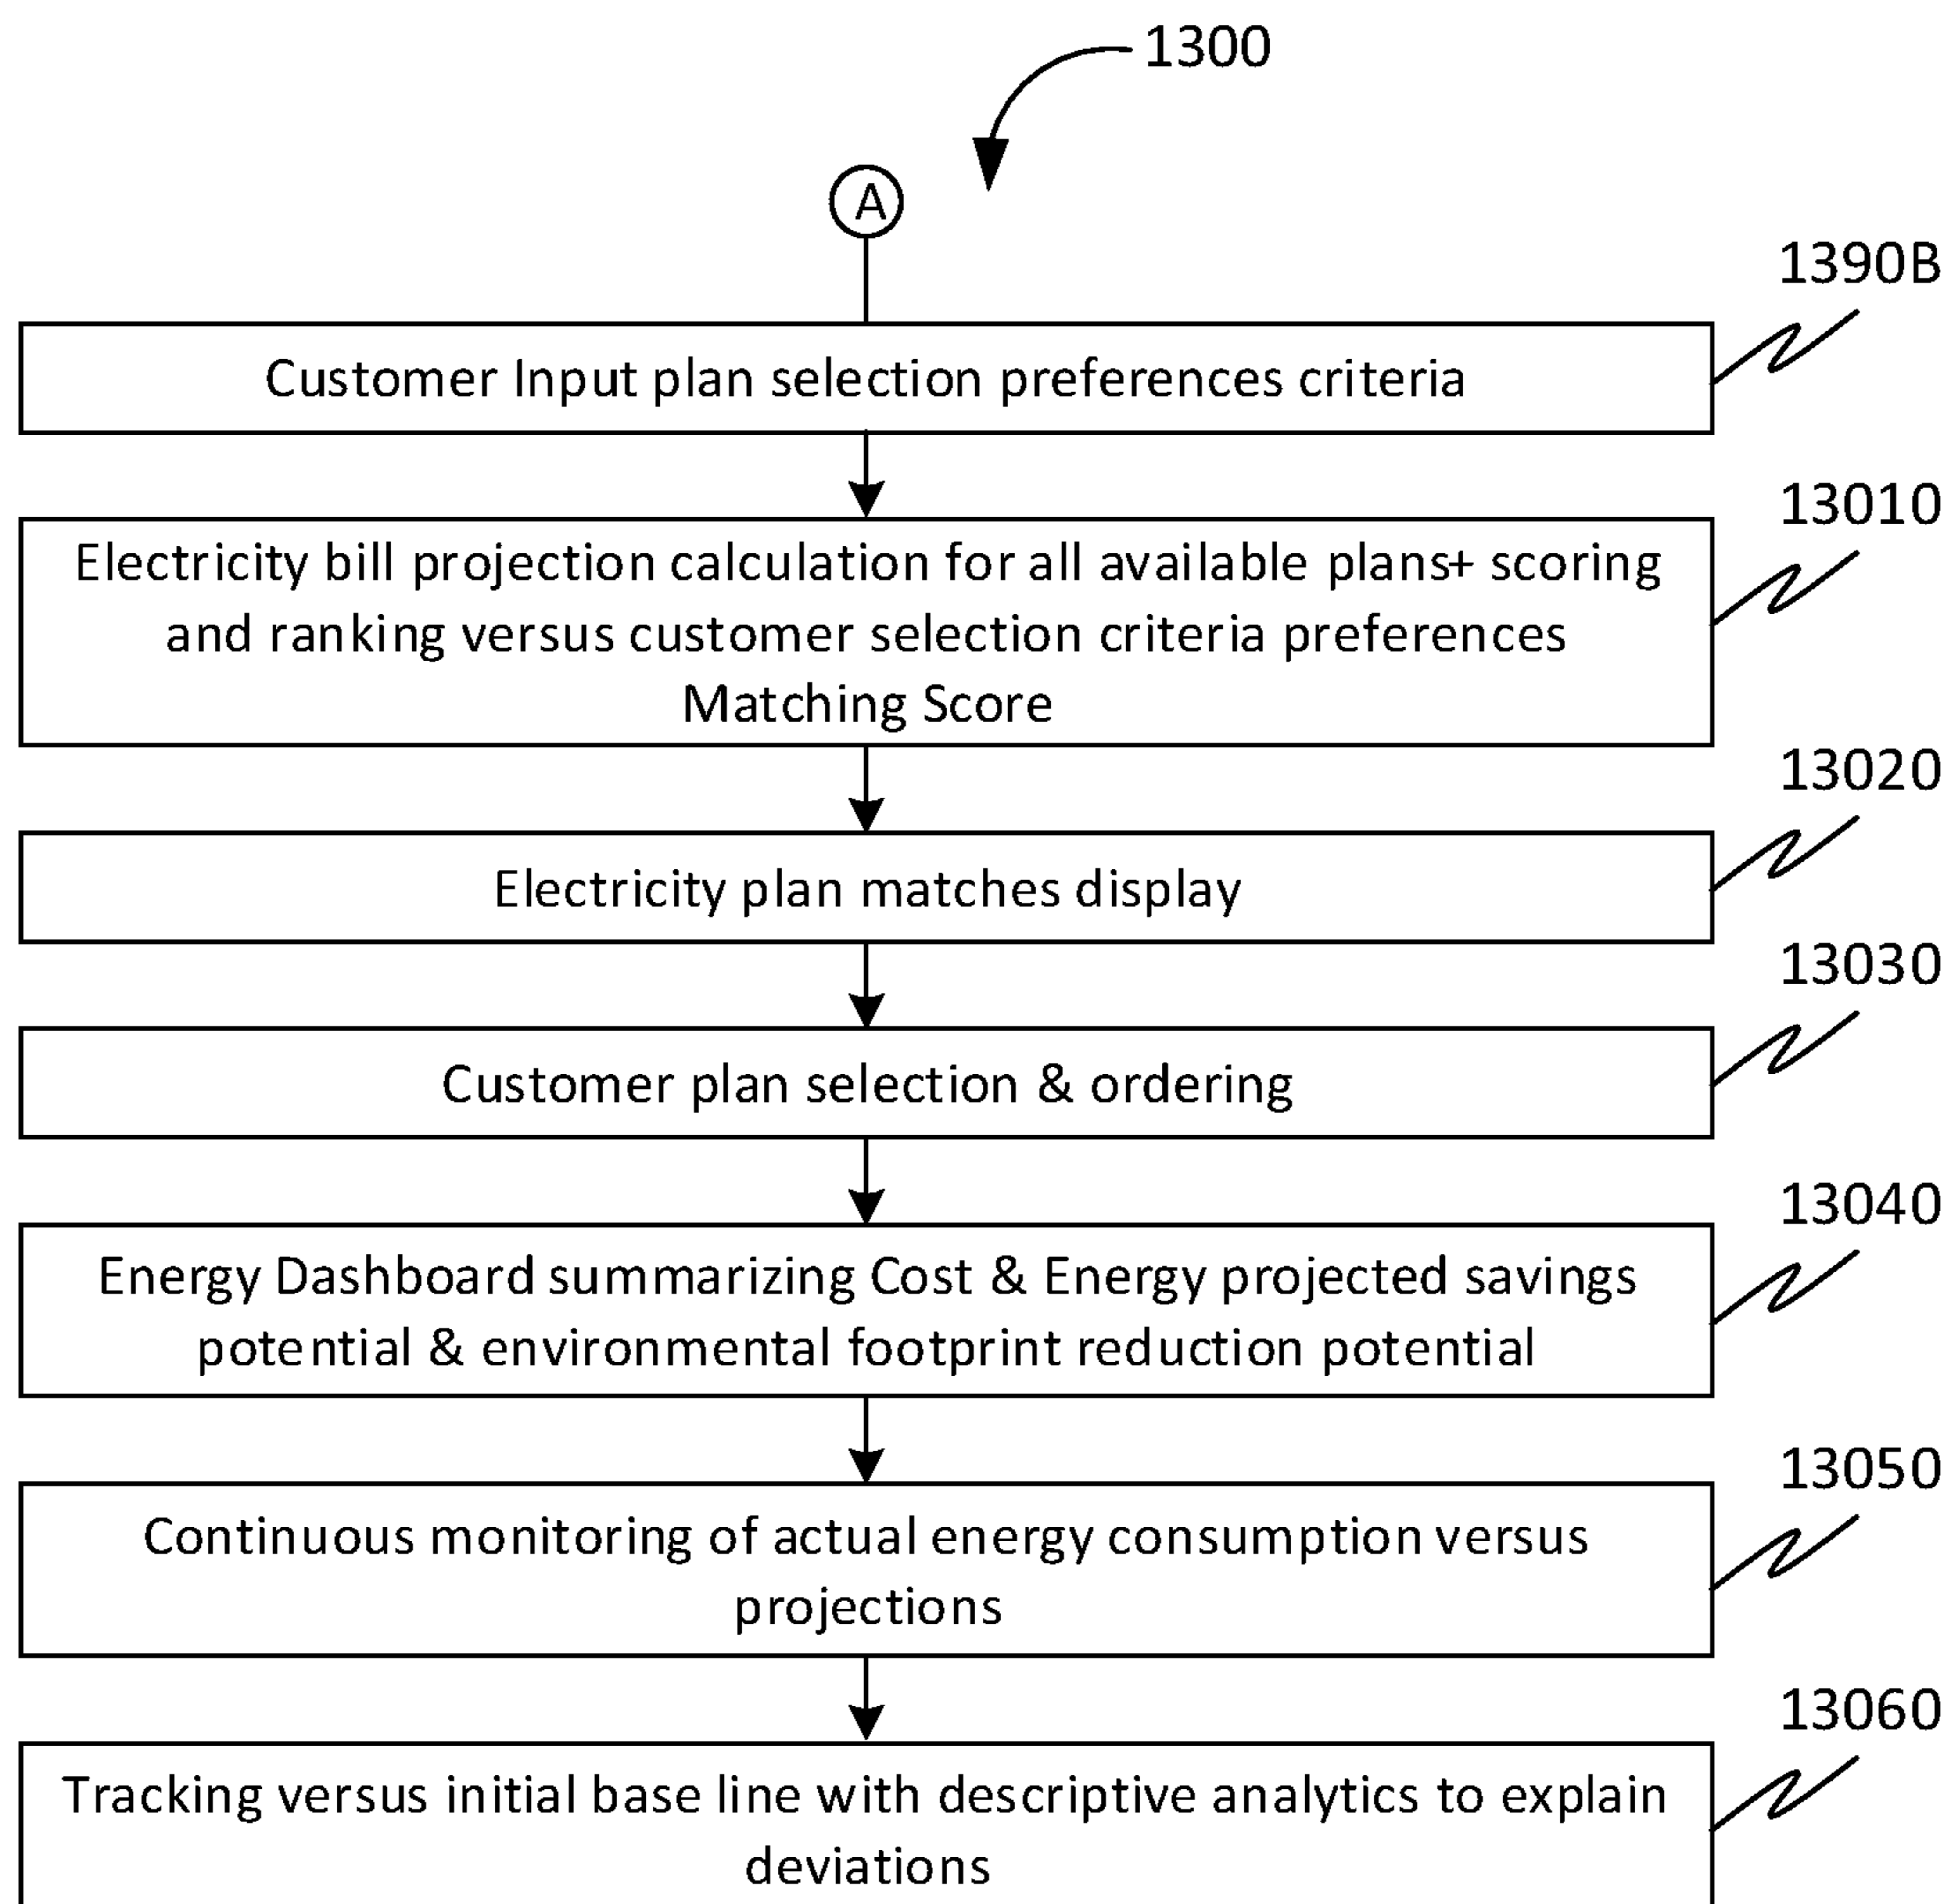 1300
A
1390B
Customer Input plan selection preferences criteria
13010
Electricity bill projection calculation for all available plans+ scoring
and ranking versus customer selection criteria preferences
Matching Score
13020
Electricity plan matches display
13030
Customer plan selection & ordering
13040
Energy Dashboard summarizing Cost & Energy projected savings
potential & environmental footprint reduction potential
13050
Continuous monitoring of actual energy consumption versus
projections
13060
Tracking versus initial base line with descriptive analytics to explain
deviations